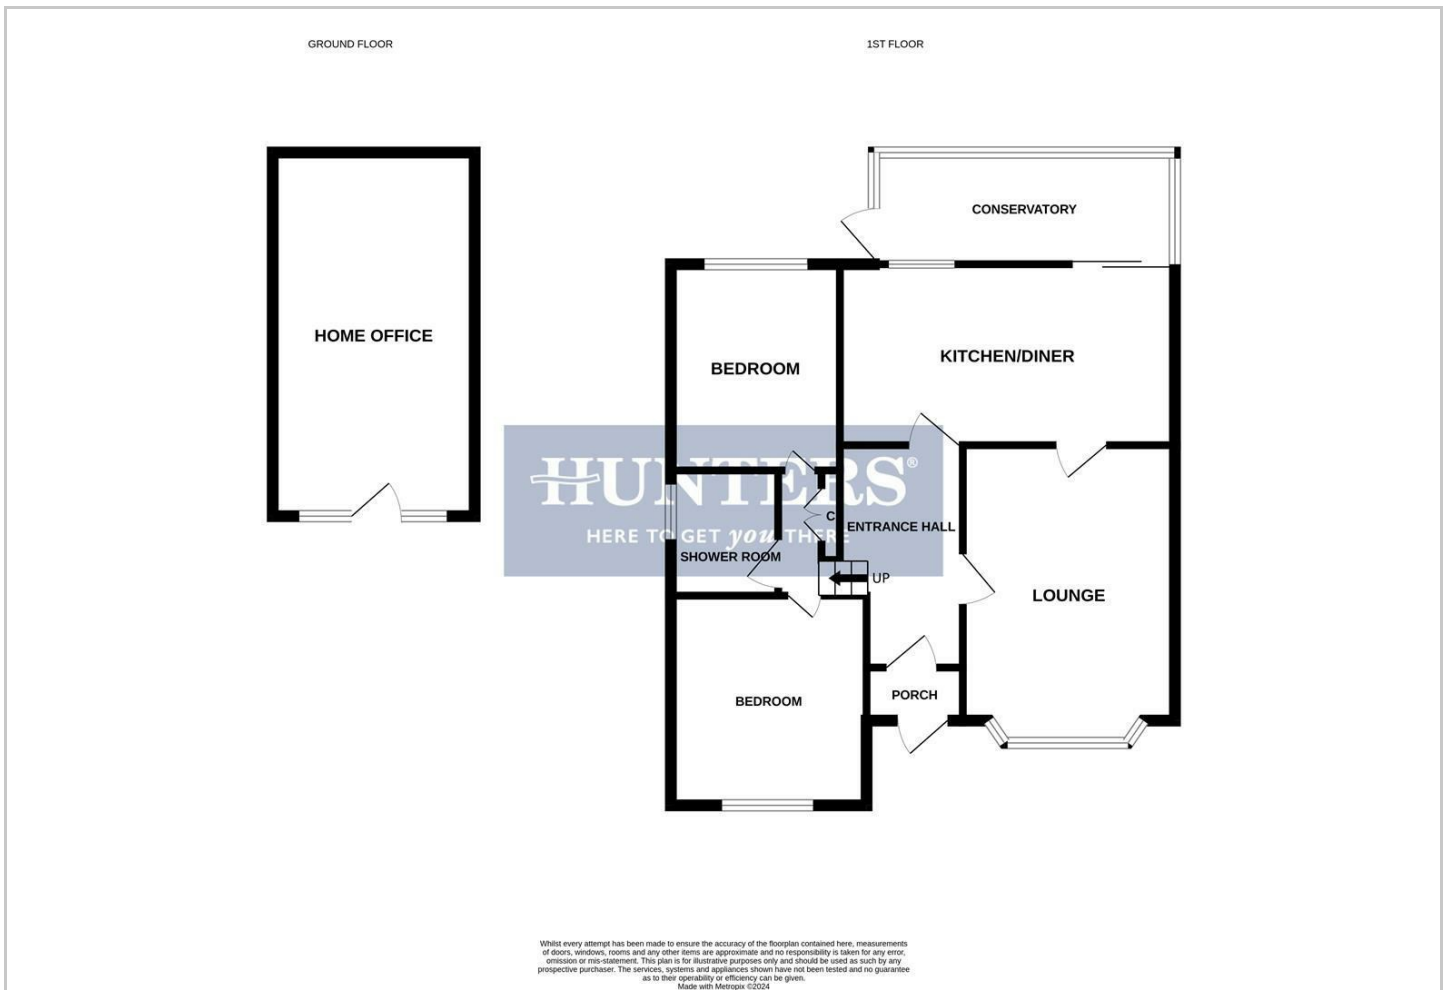 GROUND FLOOR
1ST FLOOR
CONSERVATORY
HOME OFFICE
KITCHEN/DINER
BEDROOM
HUNTERS®
HERE TO GET you THERE
C
ENTRANCE HALL
SHOWER ROOM
UP
LOUNGE
PORCH
BEDROOM
Whilst every attempt has been made to ensure the accuracy of the floorplan contained here, measurements
of doors, windows, rooms and any other items are approximate and no responsibility is taken for any error,
omission or mis-statement. This plan is for illustrative purposes only and should be used as such by any
prospective purchaser. The services, systems and appliances shown have not been tested and no guarantee
as to their operability or efficiency can be given.
Made with Metropix ©2024